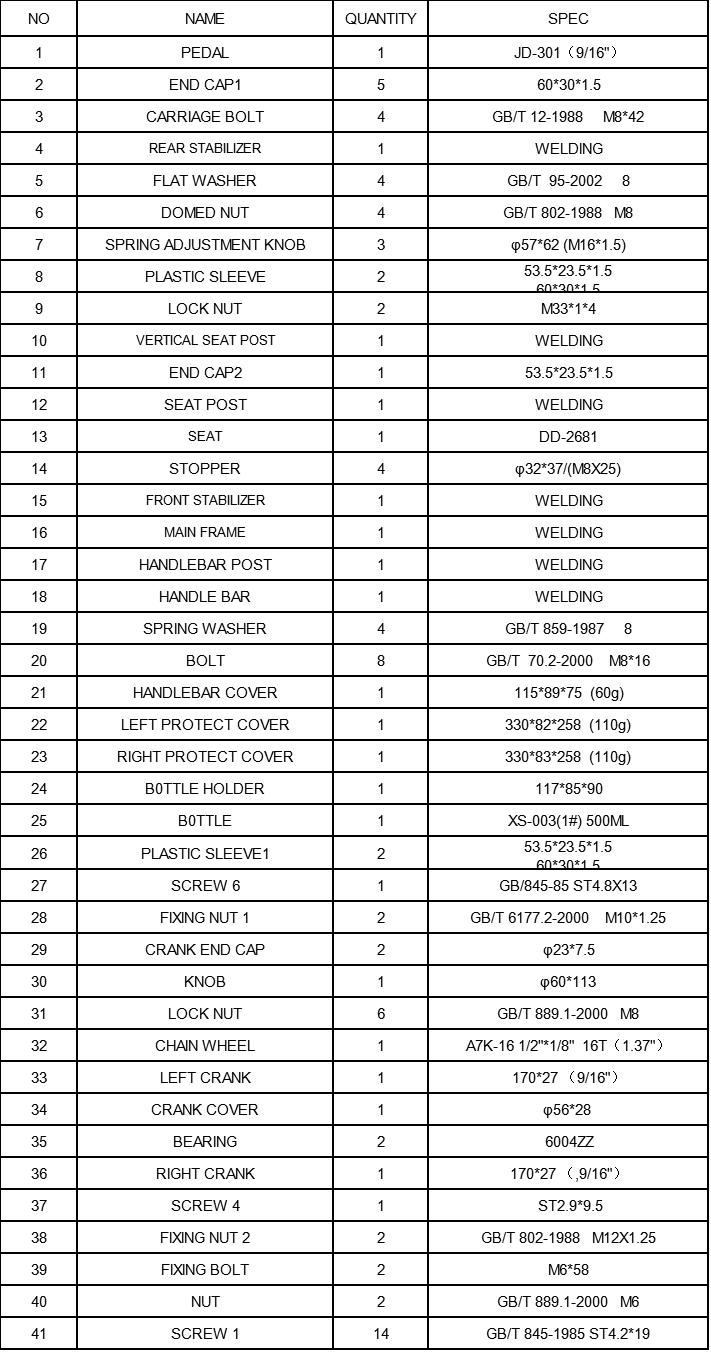 NO NAME QUANTITY SPEC
1 PEDAL 1 JD-301（9/16"）
2 END CAP1 5 60*30*1.5
3 CARRIAGE BOLT 4 GB/T 12-1988 M8*42
4 REAR STABILIZER 1 WELDING
5 FLAT WASHER 4 GB/T 95-2002 8
6 DOMED NUT 4 GB/T 802-1988 M8
7 SPRING ADJUSTMENT KNOB 3 φ57*62 (M16*1.5)
8 PLASTIC SLEEVE 2 53.5*23.5*1.5
60*30*1.5
9 LOCK NUT 2 M33*1*4
10 VERTICAL SEAT POST 1 WELDING
11 END CAP2 1 53.5*23.5*1.5
12 SEAT POST 1 WELDING
13 SEAT 1 DD-2681
14 STOPPER 4 φ32*37/(M8X25)
15 FRONT STABILIZER 1 WELDING
16 MAIN FRAME 1 WELDING
17 HANDLEBAR POST 1 WELDING
18 HANDLE BAR 1 WELDING
19 SPRING WASHER 4 GB/T 859-1987 8
20 BOLT 8 GB/T 70.2-2000 M8*16
21 HANDLEBAR COVER 1 115*89*75 (60g)
22 LEFT PROTECT COVER 1 330*82*258 (110g)
23 RIGHT PROTECT COVER 1 330*83*258 (110g)
24 B0TTLE HOLDER 1 117*85*90
25 B0TTLE 1 XS-003(1#) 500ML
26 PLASTIC SLEEVE1 2 53.5*23.5*1.5
60*30*1.5
27 SCREW 6 1 GB/845-85 ST4.8X13
28 FIXING NUT 1 2 GB/T 6177.2-2000 M10*1.25
29 CRANK END CAP 2 φ23*7.5
30 KNOB 1 φ60*113
31 LOCK NUT 6 GB/T 889.1-2000 M8
32 CHAIN WHEEL 1 A7K-16 1/2"*1/8" 16T（1.37"）
33 LEFT CRANK 1 170*27 （9/16"）
34 CRANK COVER 1 φ56*28
35 BEARING 2 6004ZZ
36 RIGHT CRANK 1 170*27 （,9/16"）
37 SCREW 4 1 ST2.9*9.5
38 FIXING NUT 2 2 GB/T 802-1988 M12X1.25
39 FIXING BOLT 2 M6*58
40 NUT 2 GB/T 889.1-2000 M6
41 SCREW 1 14 GB/T 845-1985 ST4.2*19